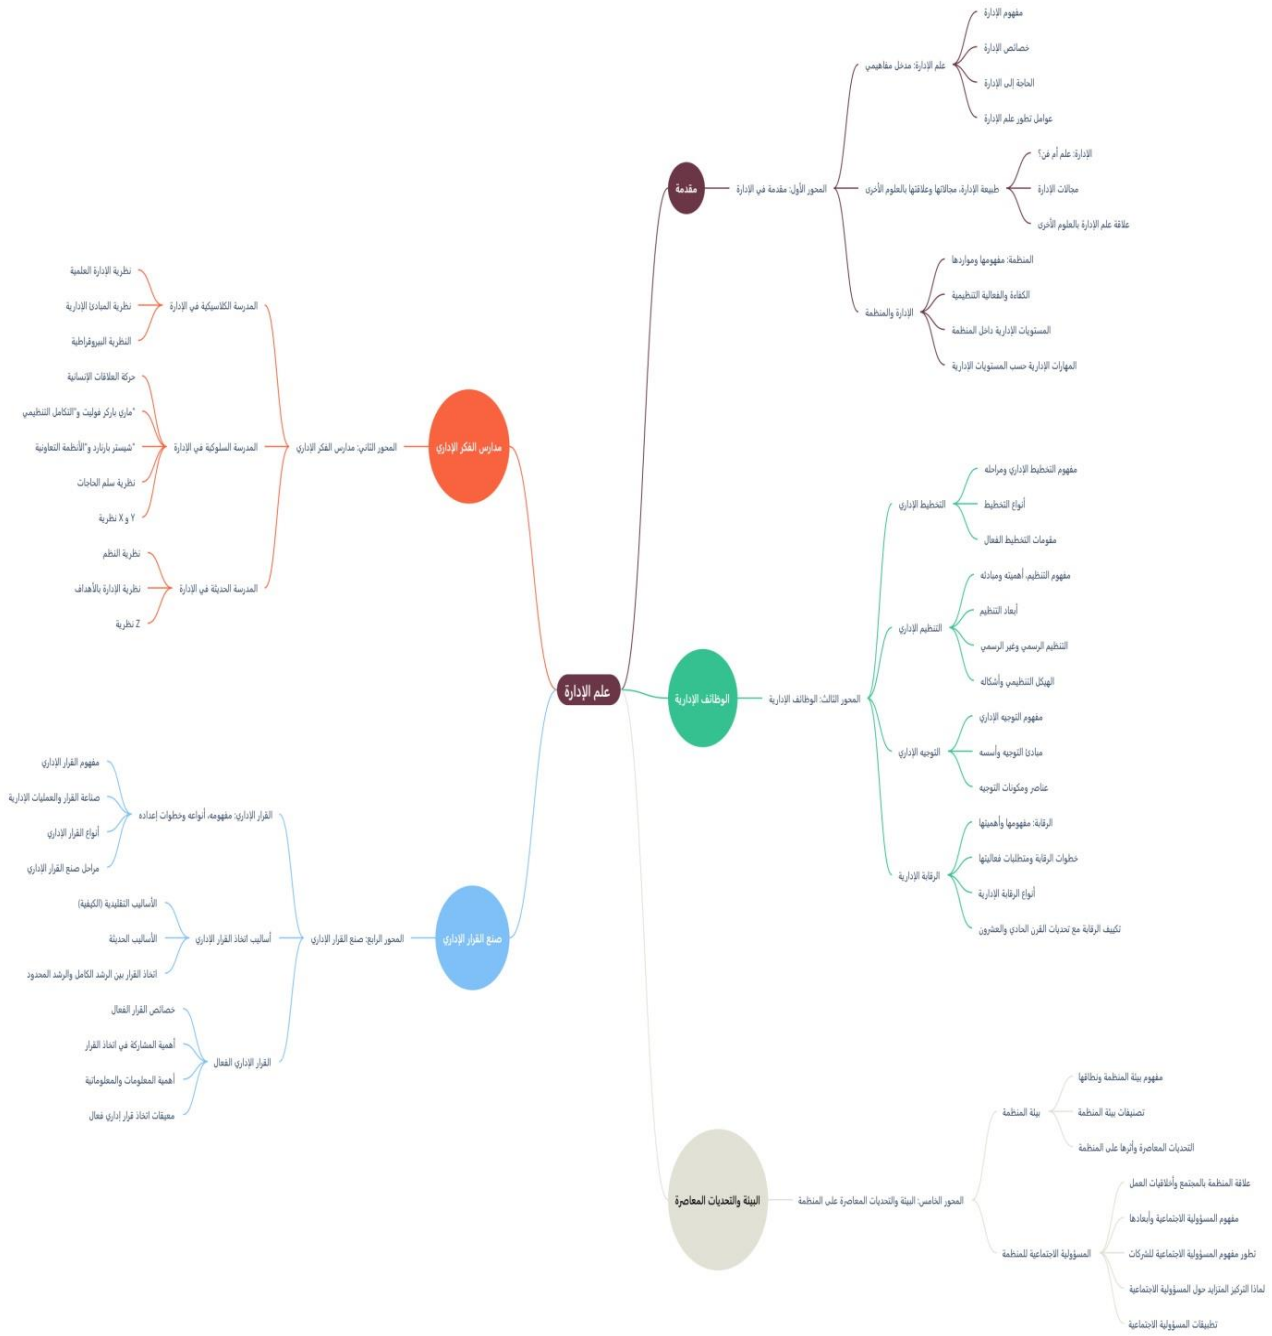 علم الإدارة
مقدمة
المحور الأول: مقدمة في الإدارة
علم الإدارة: مدخل مفاهيمي
مفهوم الإدارة
خصائص الإدارة
الحاجة إلى الإدارة
عوامل تطور علم الإدارة
طبيعة الإدارة، مجالاتها وعلاقتها بالعلوم الأخرى
الإدارة: علم أم فن؟
مجالات الإدارة
علاقة علم الإدارة بالعلوم الأخرى
الإدارة والمنظمة
المنظمة: مفهومها ومواردها
الكفاءة والفعالية التنظيمية
المستويات الإدارية داخل المنظمة
المهارات الإدارية حسب المستويات الإدارية
مدارس الفكر الإداري
المحور الثاني: مدارس الفكر الإداري
المدرسة الكلاسيكية في الإدارة
نظرية الإدارة العلمية
نظرية المبادئ الإدارية
النظرية البيروقراطية
المدرسة السلوكية في الإدارة
حركة العلاقات الإنسانية
"ماري باركر فوليت و"التكامل التنظيمي
"شيستر بارنارد و"الأنظمة التعاونية
نظرية سلم الحاجات
Y و X نظرية
المدرسة الحديثة في الإدارة
نظرية النظم
نظرية الإدارة بالأهداف
Z نظرية
الوظائف الإدارية
المحور الثالث: الوظائف الإدارية
التخطيط الإداري
مفهوم التخطيط الإداري ومراحله
أنواع التخطيط
مقومات التخطيط الفعال
التنظيم الإداري
مفهوم التنظيم، أهميته ومبادئه
أبعاد التنظيم
التنظيم الرسمي وغير الرسمي
الهيكل التنظيمي وأشكاله
التوجيه الإداري
مفهوم التوجيه الإداري
مبادئ التوجيه وأسسه
عناصر ومكونات التوجيه
الرقابة الإدارية
الرقابة: مفهومها وأهميتها
خطوات الرقابة ومتطلبات فعاليتها
أنواع الرقابة الإدارية
تكييف الرقابة مع تحديات القرن الحادي والعشرون
صنع القرار الإداري
المحور الرابع: صنع القرار الإداري
القرار الإداري: مفهومه، أنواعه وخطوات إعداده
مفهوم القرار الإداري
صناعة القرار والعمليات الإدارية
أنواع القرار الإداري
مراحل صنع القرار الإداري
أساليب اتخاذ القرار الإداري
الأساليب التقليدية (الكيفية)
الأساليب الحديثة
اتخاذ القرار بين الرشد الكامل والرشد المحدود
القرار الإداري الفعال
خصائص القرار الفعال
أهمية المشاركة في اتخاذ القرار
أهمية المعلومات والمعلوماتية
معيقات اتخاذ قرار إداري فعال
البيئة والتحديات المعاصرة
المحور الخامس: البيئة والتحديات المعاصرة على المنظمة
بيئة المنظمة
مفهوم بيئة المنظمة ونطاقها
تصنيفات بيئة المنظمة
التحديات المعاصرة وأثرها على المنظمة
المسؤولية الاجتماعية للمنظمة
علاقة المنظمة بالمجتمع وأخلاقيات العمل
مفهوم المسؤولية الاجتماعية وأبعادها
تطور مفهوم المسؤولية الاجتماعية للشركات
لماذا التركيز المتزايد حول المسؤولية الاجتماعية
تطبيقات المسؤولية الاجتماعية